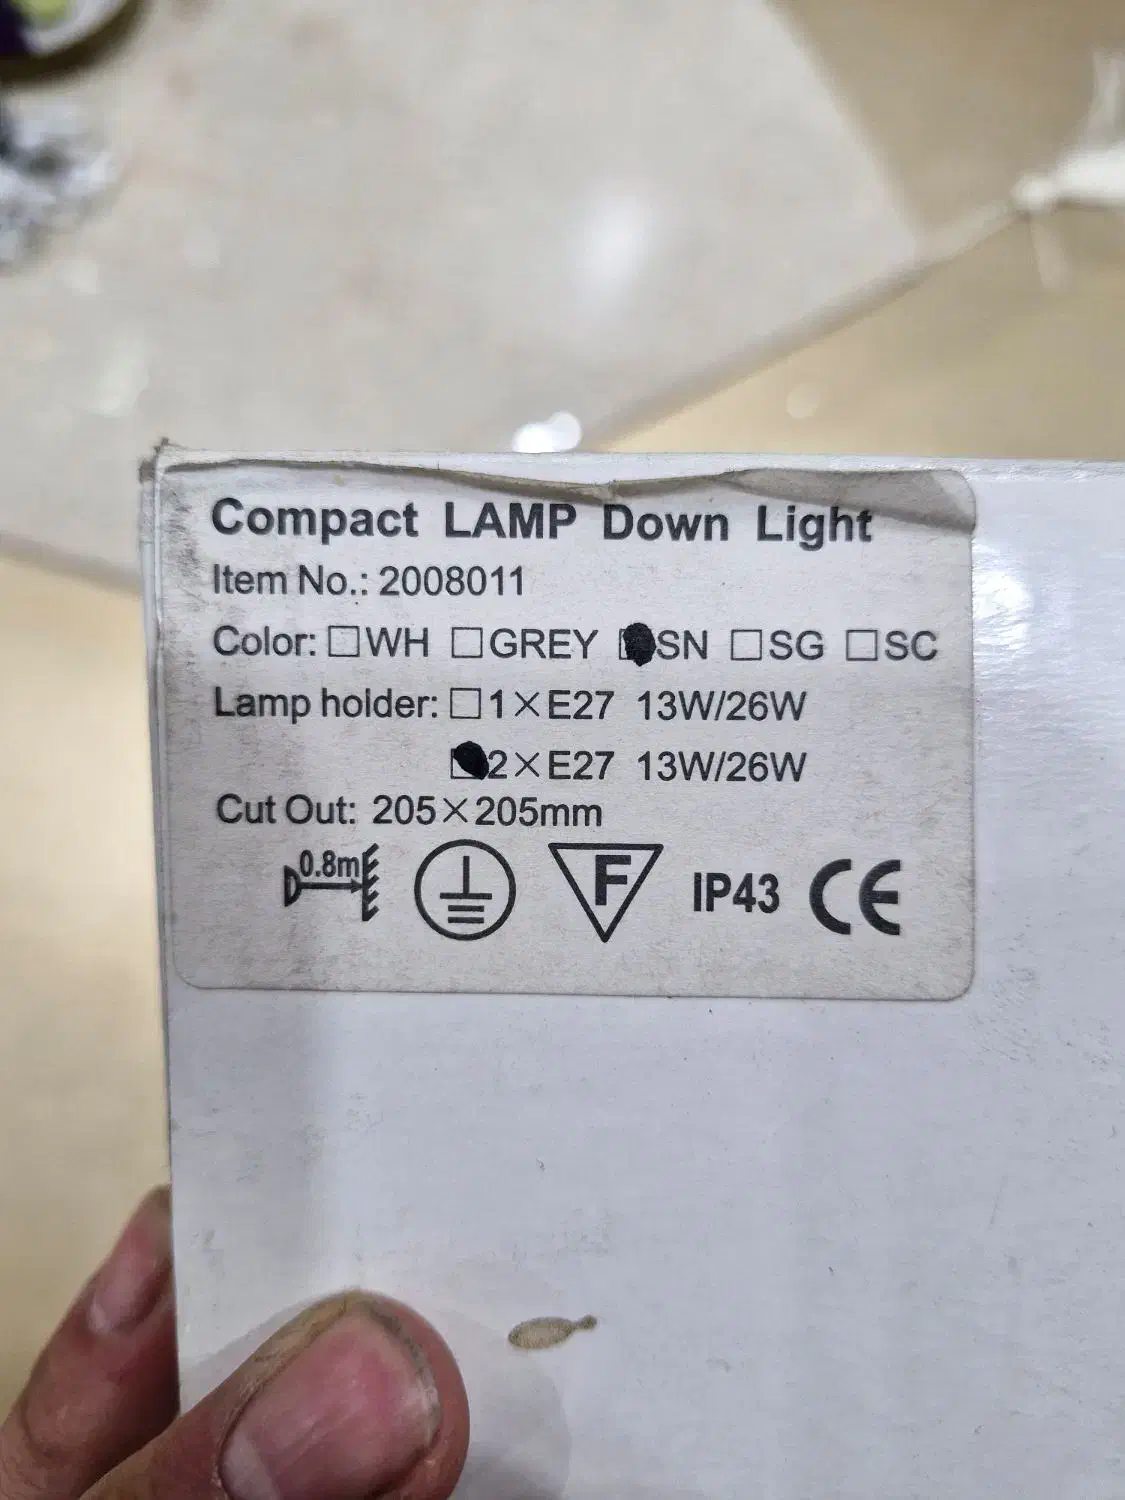 Compact LAMP Down Light
Item No.: 2008011
Color: □WH □GREY ■SN □SG □SC
Lamp holder: □1×E27 13W/26W
■2×E27 13W/26W
Cut Out: 205×205mm
0.8m F IP43 CE